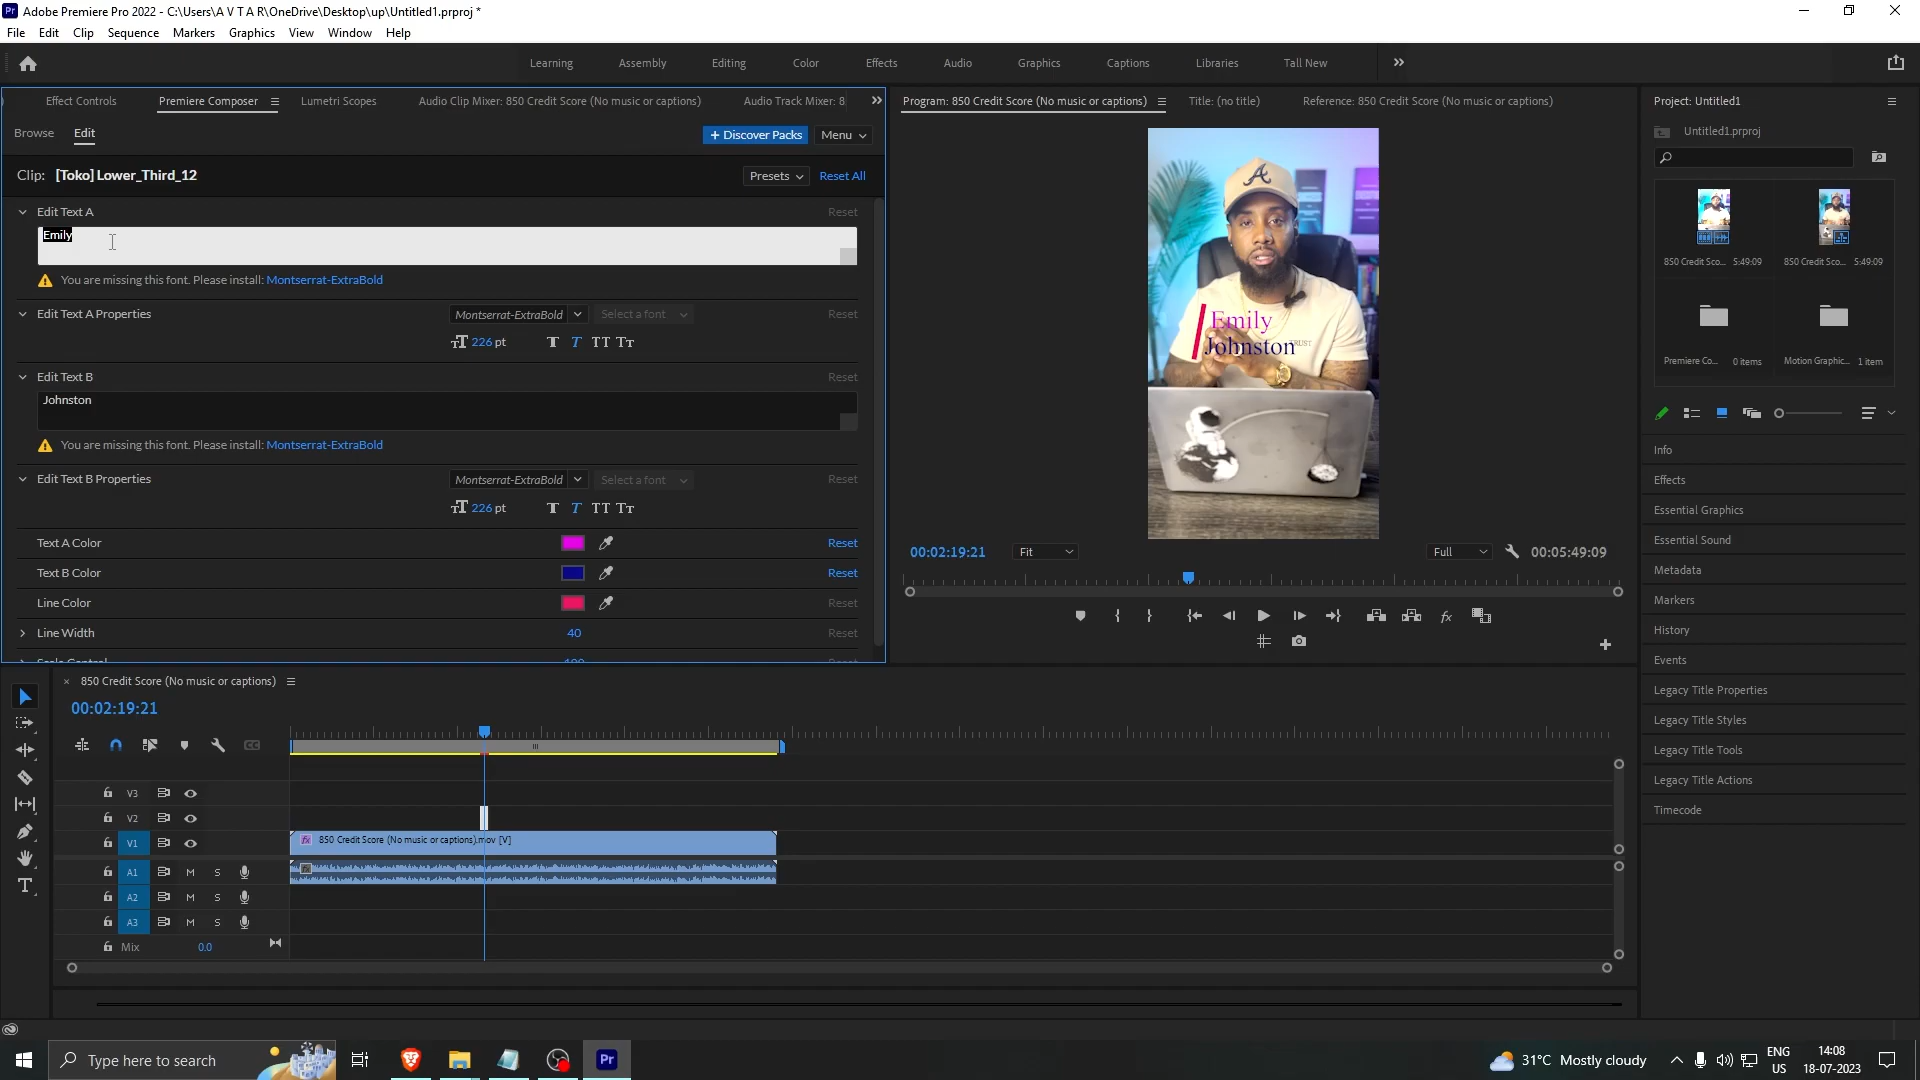 Adobe Premiere Pro 2022 - C:\Users\A V T A R\OneDrive\Desktop\up\Untitled1.prproj *
File Edit Clip Sequence Markers Graphics View Window Help
Learning Assembly Editing Color Effects Audio Graphics Captions Libraries Tall New
Effect Controls Premiere Composer Lumetri Scopes Audio Clip Mixer: 850 Credit Score (No music or captions) Audio Track Mixer: 8
Browse Edit + Discover Packs Menu
Clip: [Toko] Lower_Third_12 Presets Reset All
Edit Text A Reset
Emily
You are missing this font. Please install: Montserrat-ExtraBold
Edit Text A Properties Montserrat-ExtraBold Select a font Reset
226 pt T T TT TT
Edit Text B Reset
Johnston
You are missing this font. Please install: Montserrat-ExtraBold
Edit Text B Properties Montserrat-ExtraBold Select a font Reset
226 pt T T TT TT
Text A Color Reset
Text B Color Reset
Line Color Reset
Line Width 40 Reset
Scale Control 100 Reset
Program: 850 Credit Score (No music or captions) Title: (no title) Reference: 850 Credit Score (No music or captions)
A
Emily
Johnston
TRUST
00:02:19:21 Fit Full 00:05:49:09
Project: Untitled1
Untitled1.prproj
850 Credit Sco... 5:49:09 850 Credit Sco... 5:49:09
Premiere Co... 0 items Motion Graphic... 1 item
Info
Effects
Essential Graphics
Essential Sound
Metadata
Markers
History
Events
Legacy Title Properties
Legacy Title Styles
Legacy Title Tools
Legacy Title Actions
Timecode
× 850 Credit Score (No music or captions)
00:02:19:21
V3
V2
V1 fx 850 Credit Score (No music or captions).mov [V]
A1 M S
A2 M S
A3 M S
Mix 0.0
Type here to search
31°C Mostly cloudy
ENG
US
14:08
18-07-2023